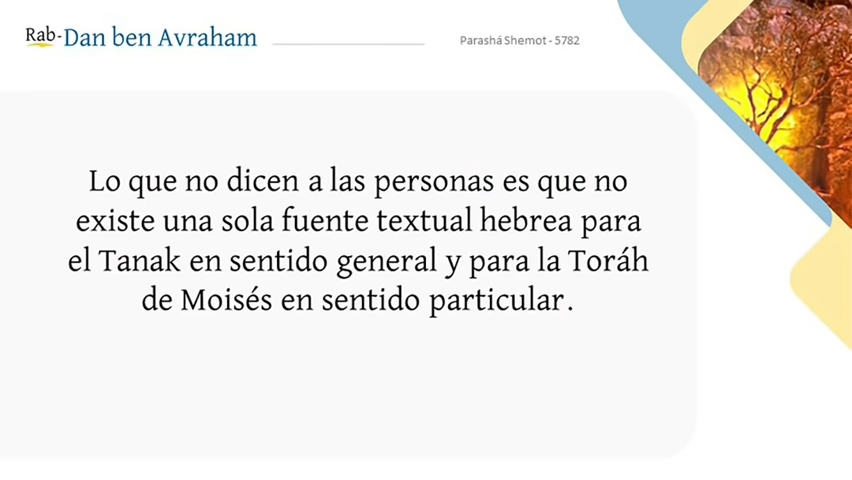 Rab-Dan ben Avraham
Parashá Shemot - 5782
Lo que no dicen a las personas es que no
existe una sola fuente textual hebrea para
el Tanak en sentido general y para la Toráh
de Moisés en sentido particular.